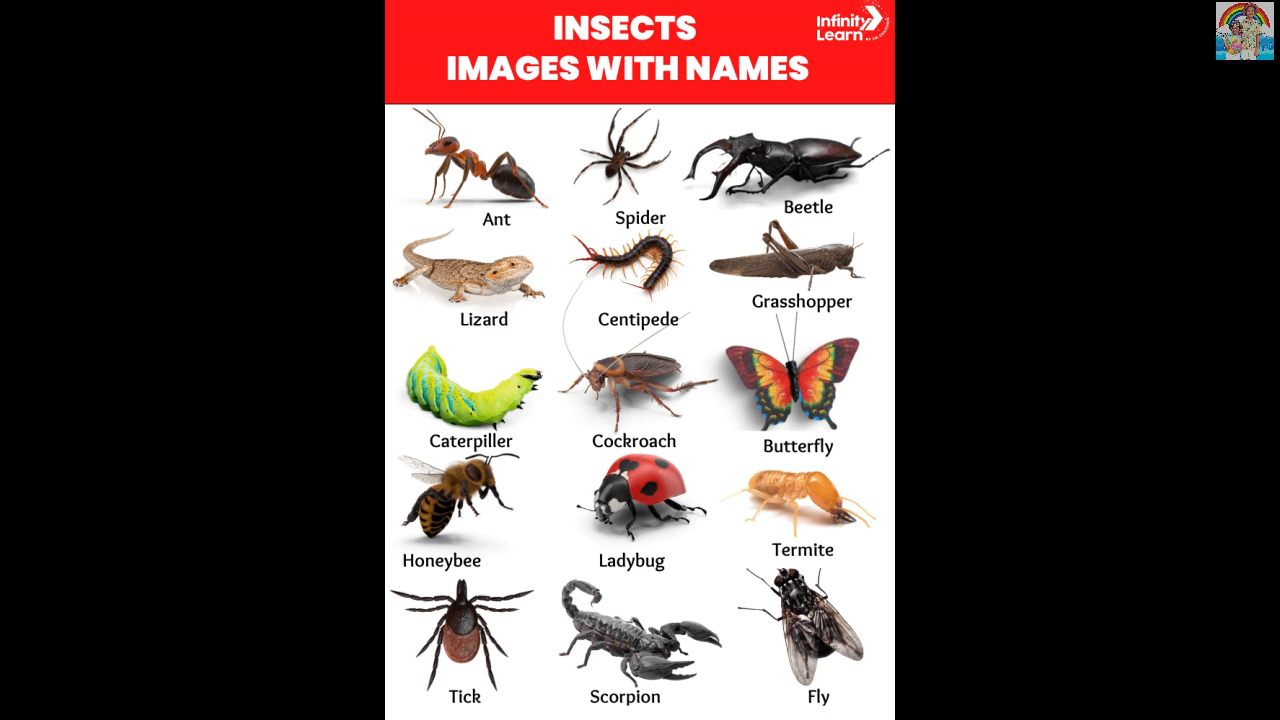 INSECTS
IMAGES WITH NAMES
Infinity
Learn
Ant
Spider
Beetle
Lizard
Centipede
Grasshopper
Caterpiller
Cockroach
Butterfly
Honeybee
Ladybug
Termite
Tick
Scorpion
Fly